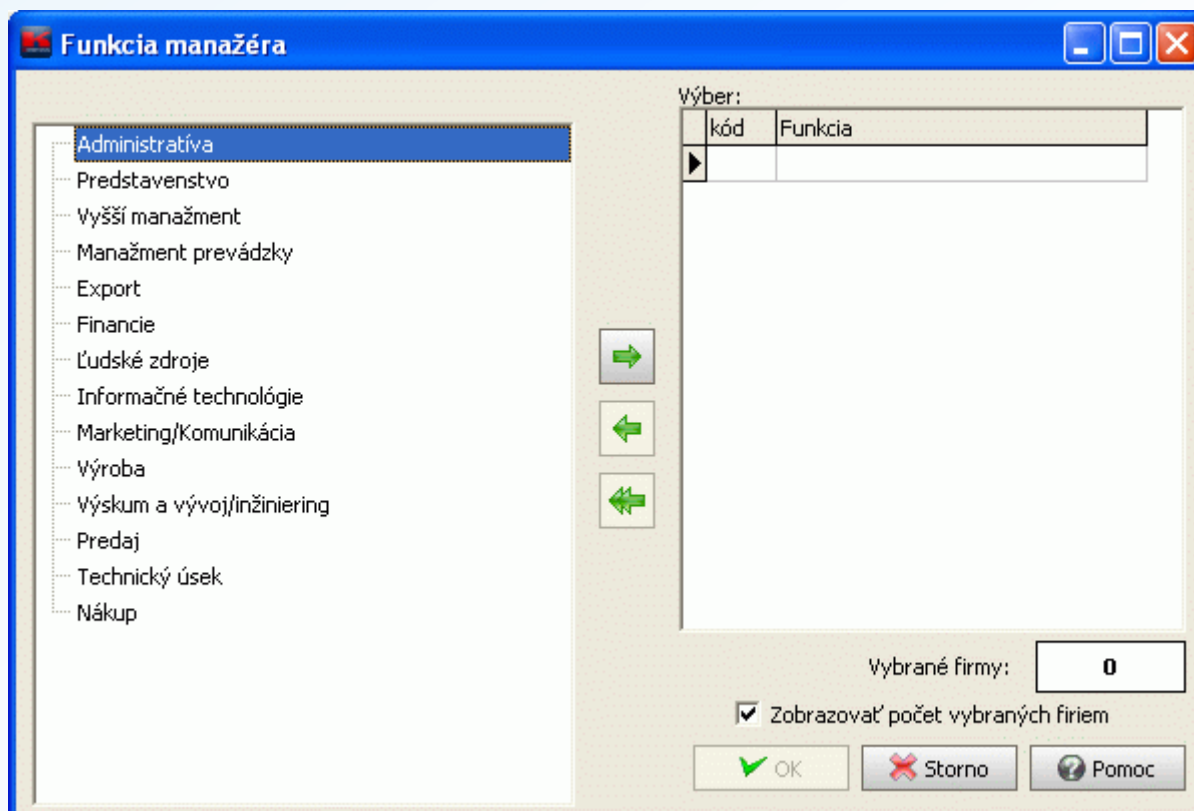 Funkcia manažéra
Administratíva
Predstavenstvo
Vyšší manažment
Manažment prevádzky
Export
Financie
Ľudské zdroje
Informačné technológie
Marketing/Komunikácia
Výroba
Výskum a vývoj/inžiniering
Predaj
Technický úsek
Nákup
Výber:
kód Funkcia
Vybrané firmy: 0
Zobrazovať počet vybraných firiem
OK Storno Pomoc